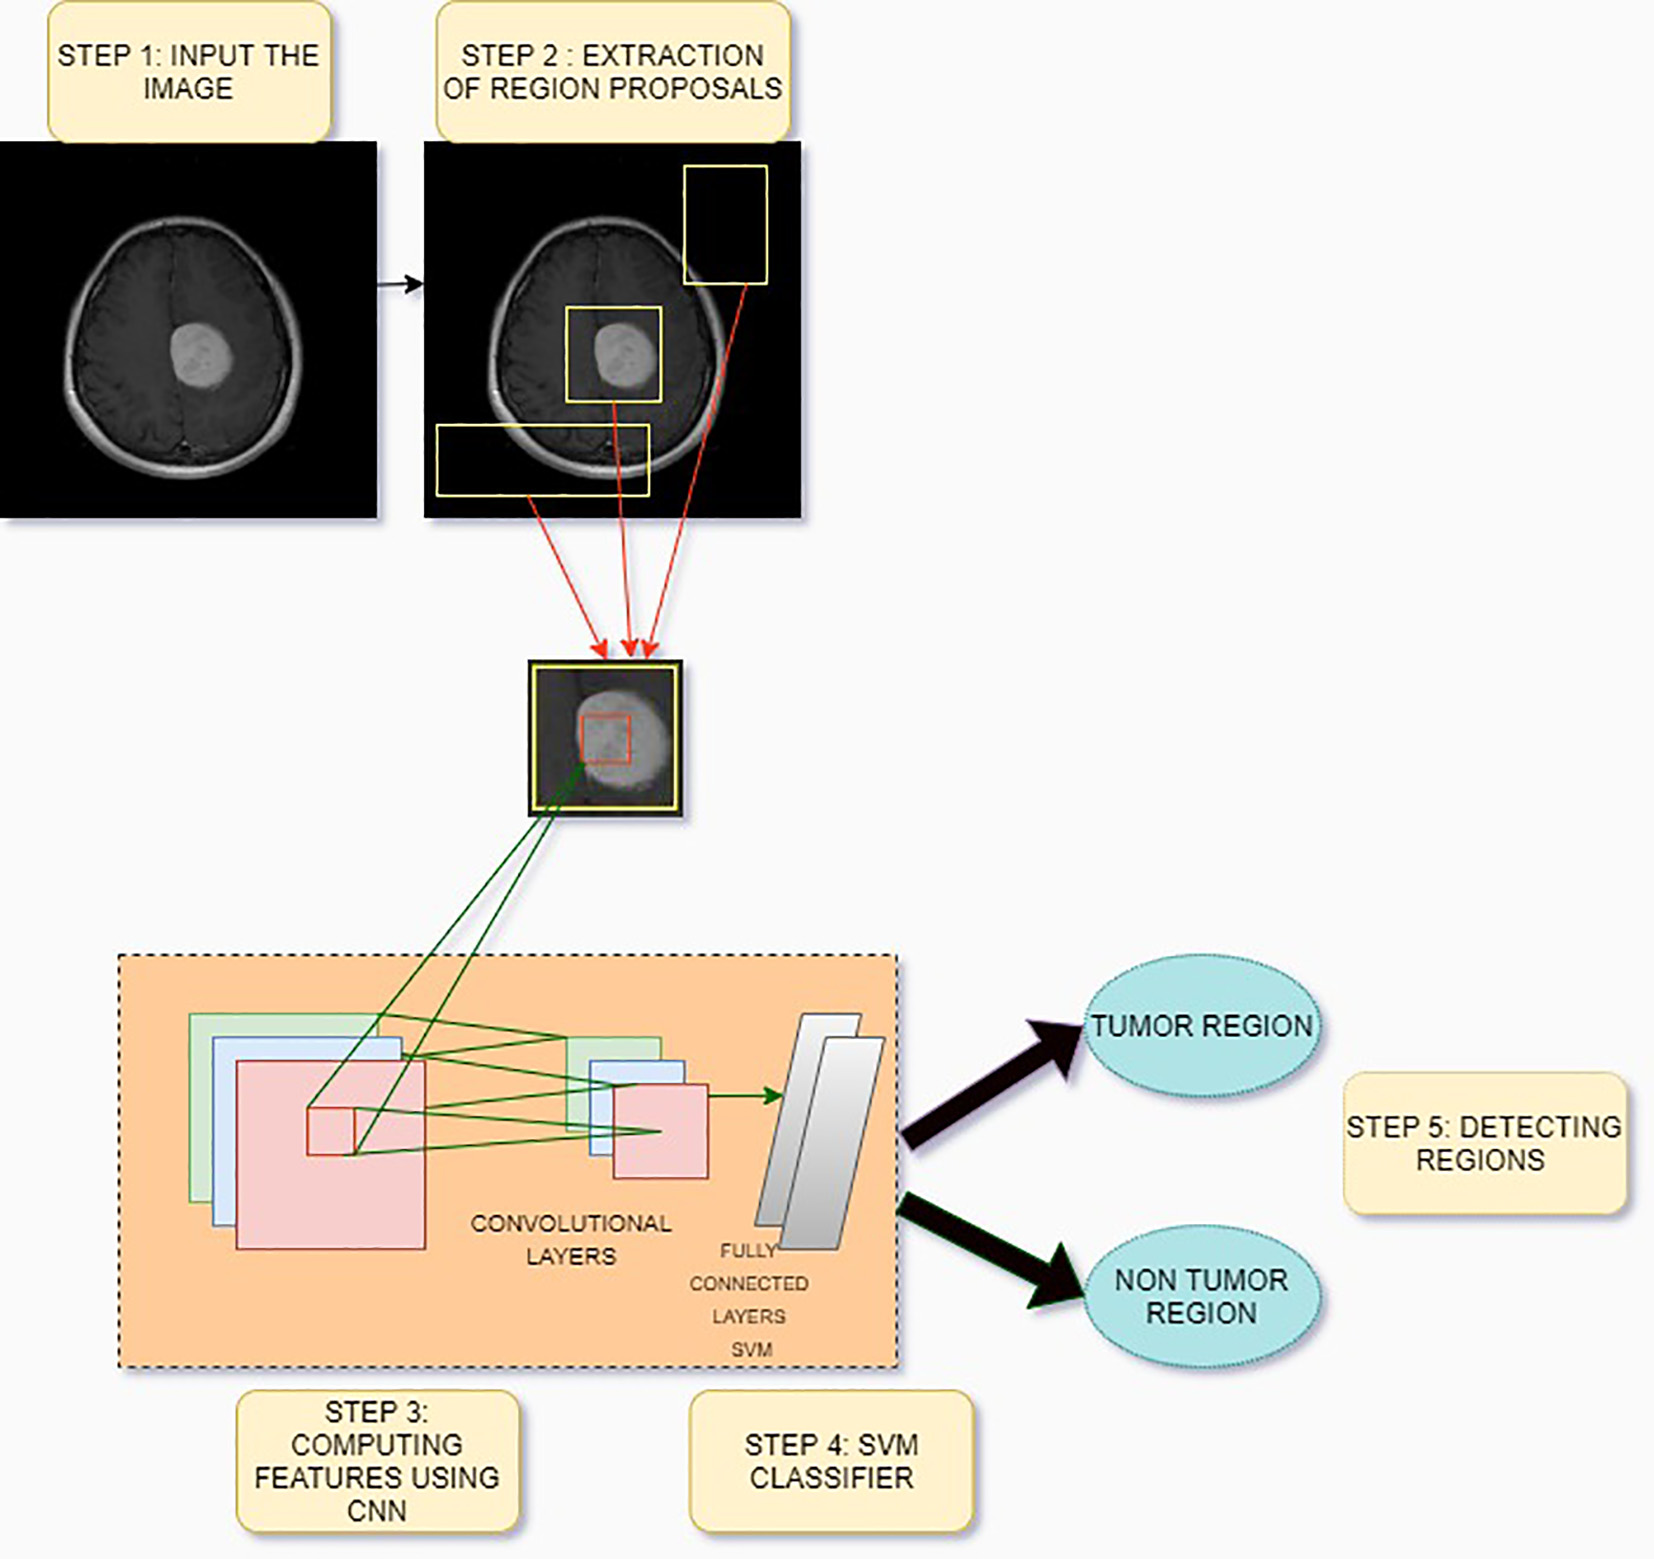 STEP 1: INPUT THE
IMAGE
STEP 2 : EXTRACTION
OF REGION PROPOSALS
CONVOLUTIONAL
LAYERS
FULLY
CONNECTED
LAYERS
SVM
TUMOR REGION
NON TUMOR
REGION
STEP 5: DETECTING
REGIONS
STEP 3:
COMPUTING
FEATURES USING
CNN
STEP 4: SVM
CLASSIFIER